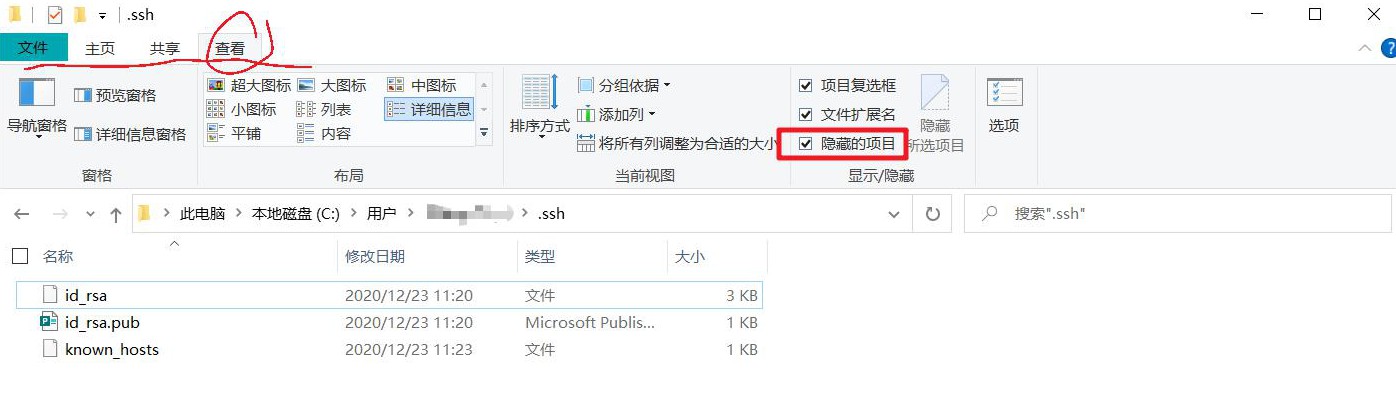 .ssh
文件 主页 共享 查看
导航窗格 预览窗格 详细信息窗格
窗格
超大图标 大图标 中图标
小图标 列表 详细信息
平铺 内容
布局
排序方式 分组依据
添加列
将所有列调整为合适的大小
当前视图
项目复选框
文件扩展名
隐藏的项目
隐藏
所选项目
显示/隐藏
选项
此电脑 本地磁盘 (C:) 用户 .ssh
搜索".ssh"
名称 修改日期 类型 大小
id_rsa 2020/12/23 11:20 文件 3 KB
id_rsa.pub 2020/12/23 11:20 Microsoft Publis... 1 KB
known_hosts 2020/12/23 11:23 文件 1 KB